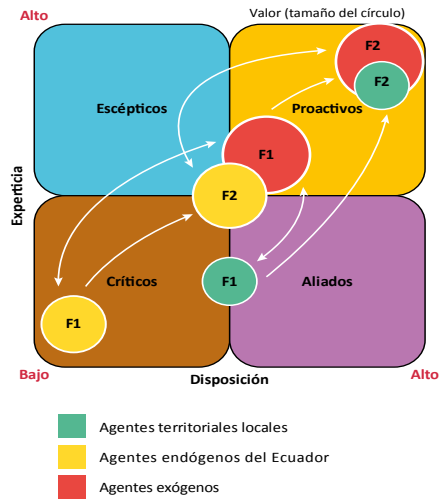 Alto
Valor (tamaño del círculo)
F2
F2
Escépticos
Proactivos
F1
F2
Experticia
Críticos
F1
Aliados
F1
Bajo
Disposición
Alto
Agentes territoriales locales
Agentes endógenos del Ecuador
Agentes exógenos